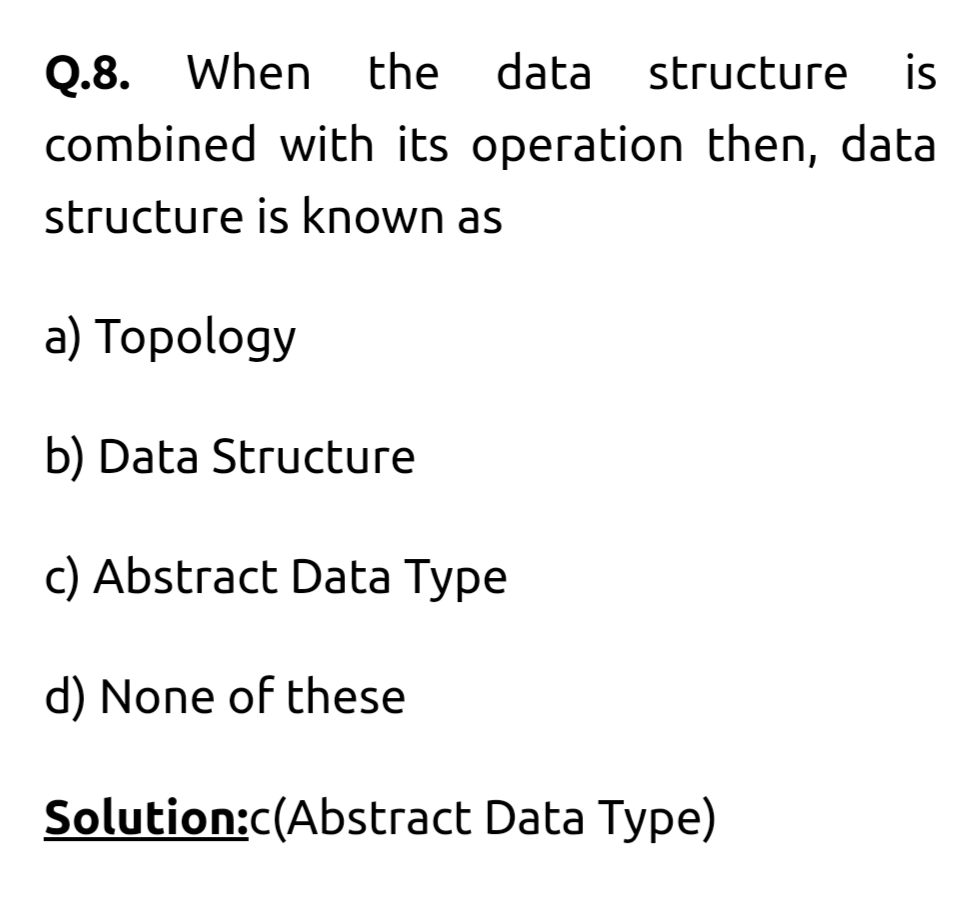 Q.8. When the data structure is
combined with its operation then, data
structure is known as
a) Topology
b) Data Structure
c) Abstract Data Type
d) None of these
Solution:c(Abstract Data Type)